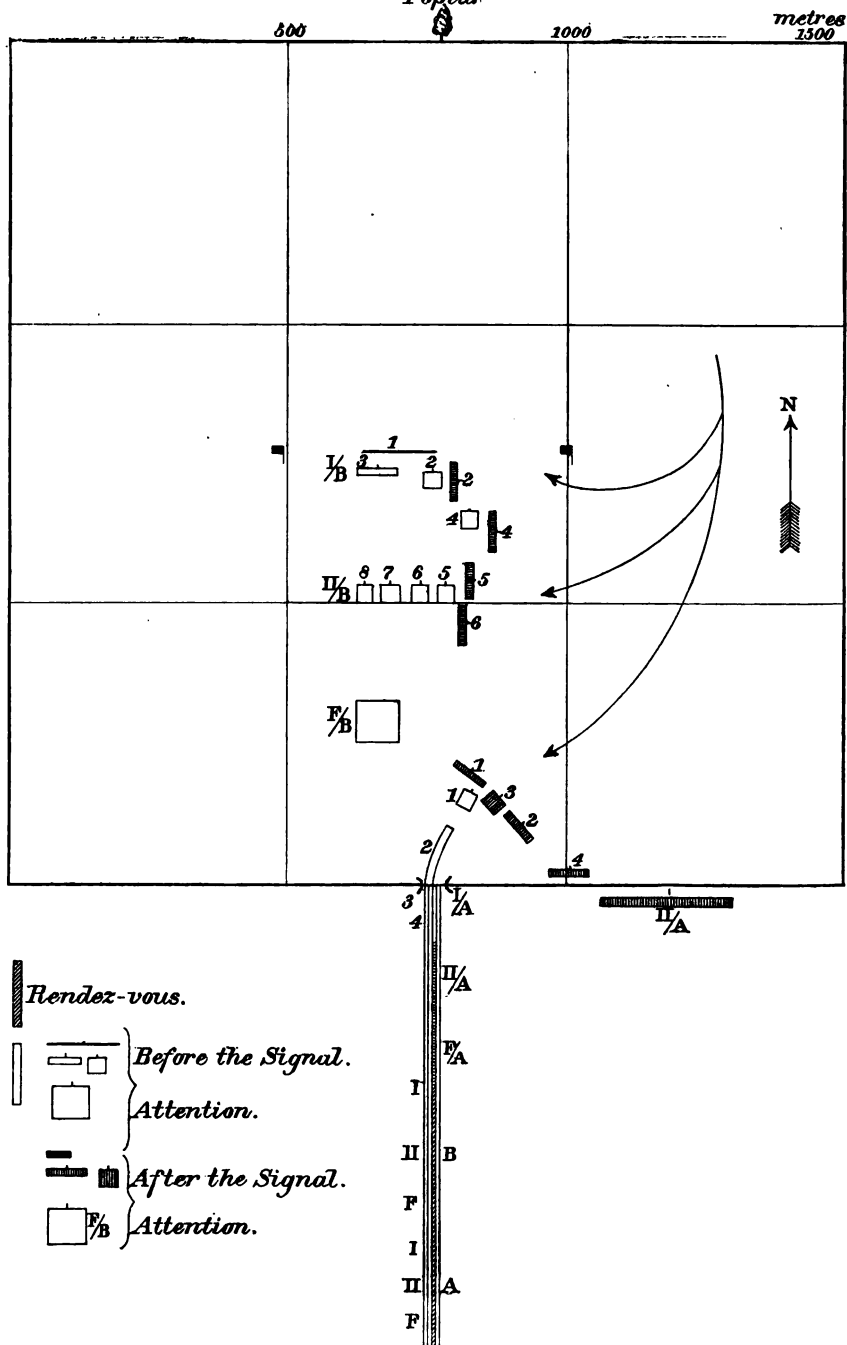 metres
500 1000 1500
N
1
I/B 3 2 2
4 4
8 7 6 5 5
II/B
6
F/B
1
1 3
2
2
4
3 I/A
4 II/A
II/A
Rendez-vous.
F/A
Before the Signal.
I
Attention.
II B
After the Signal.
F
F/B Attention.
I
II A
F